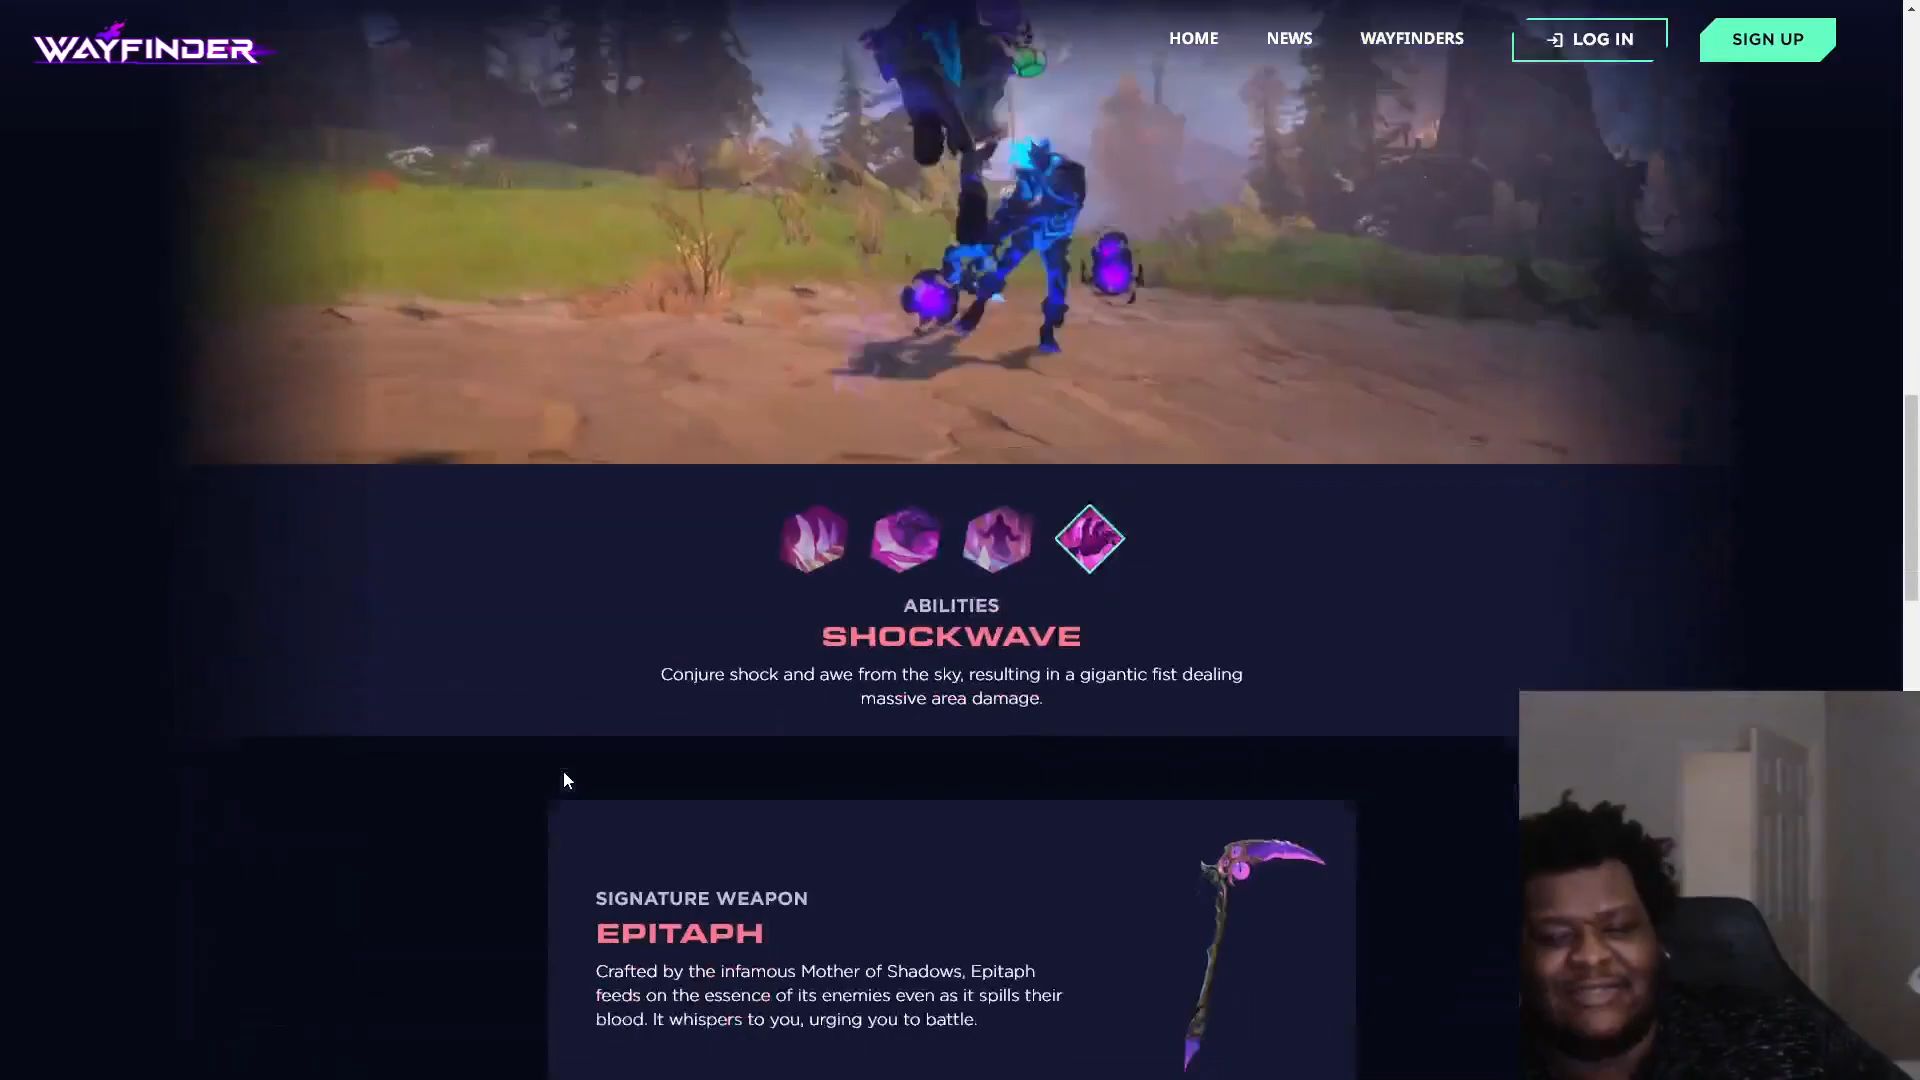 WAYFINDER
HOME
NEWS
WAYFINDERS
LOG IN
SIGN UP
ABILITIES
SHOCKWAVE
Conjure shock and awe from the sky, resulting in a gigantic fist dealing
massive area damage.
SIGNATURE WEAPON
EPITAPH
Crafted by the infamous Mother of Shadows, Epitaph
feeds on the essence of its enemies even as it spills their
blood. It whispers to you, urging you to battle.